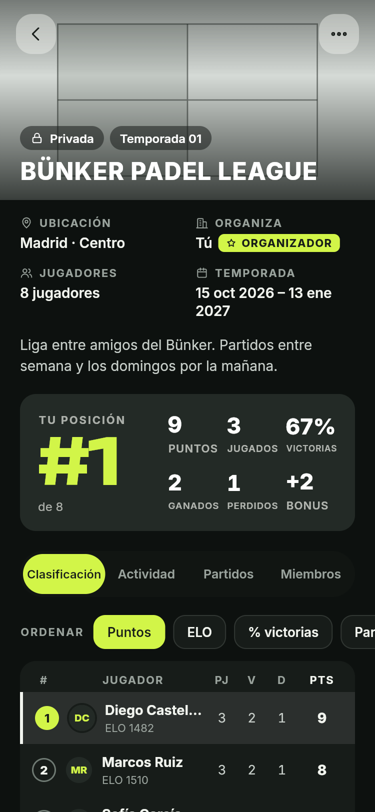 Privada
Temporada 01
BÜNKER PADEL LEAGUE
UBICACIÓN
Madrid · Centro
ORGANIZA
Tú ORGANIZADOR
JUGADORES
8 jugadores
TEMPORADA
15 oct 2026 – 13 ene
2027
Liga entre amigos del Búnker. Partidos entre
semana y los domingos por la mañana.
TU POSICIÓN
#1
de 8
9 3 67%
PUNTOS JUGADOS VICTORIAS
2 1 +2
GANADOS PERDIDOS BONUS
Clasificación Actividad Partidos Miembros
ORDENAR Puntos ELO % victorias Par
# JUGADOR PJ V D PTS
1 DC Diego Castel... 3 2 1 9
ELO 1482
2 MR Marcos Ruiz 3 2 1 8
ELO 1510